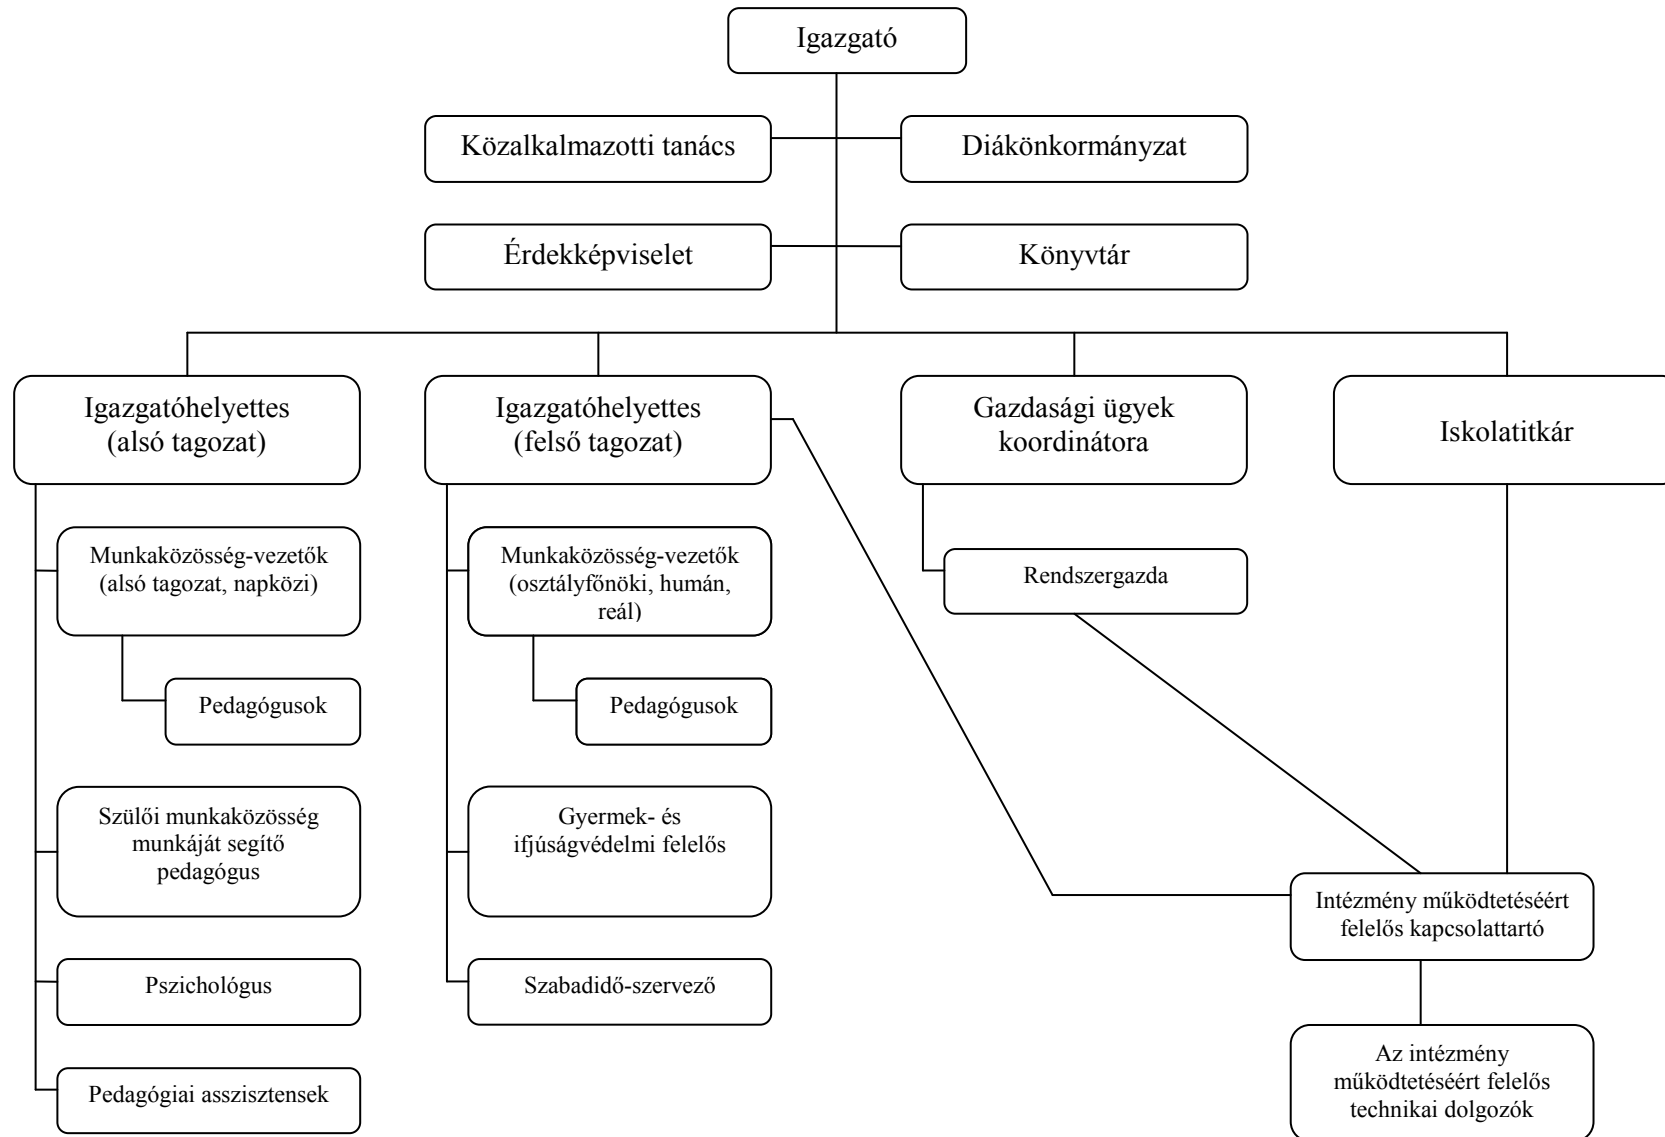 Igazgató
Közalkalmazotti tanács
Diákönkormányzat
Érdekképviselet
Könyvtár
Igazgatóhelyettes
(alsó tagozat)
Igazgatóhelyettes
(felső tagozat)
Gazdasági ügyek
koordinátora
Iskolatitkár
Munkaközösség-vezetők
(alsó tagozat, napközi)
Munkaközösség-vezetők
(osztályfőnöki, humán,
reál)
Rendszergazda
Pedagógusok
Pedagógusok
Szülői munkaközösség
munkáját segítő
pedagógus
Gyermek- és
ifjúságvédelmi felelős
Intézmény működtetéséért
felelős kapcsolattartó
Pszichológus
Szabadidő-szervező
Az intézmény
működtetéséért felelős
technikai dolgozók
Pedagógiai asszisztensek